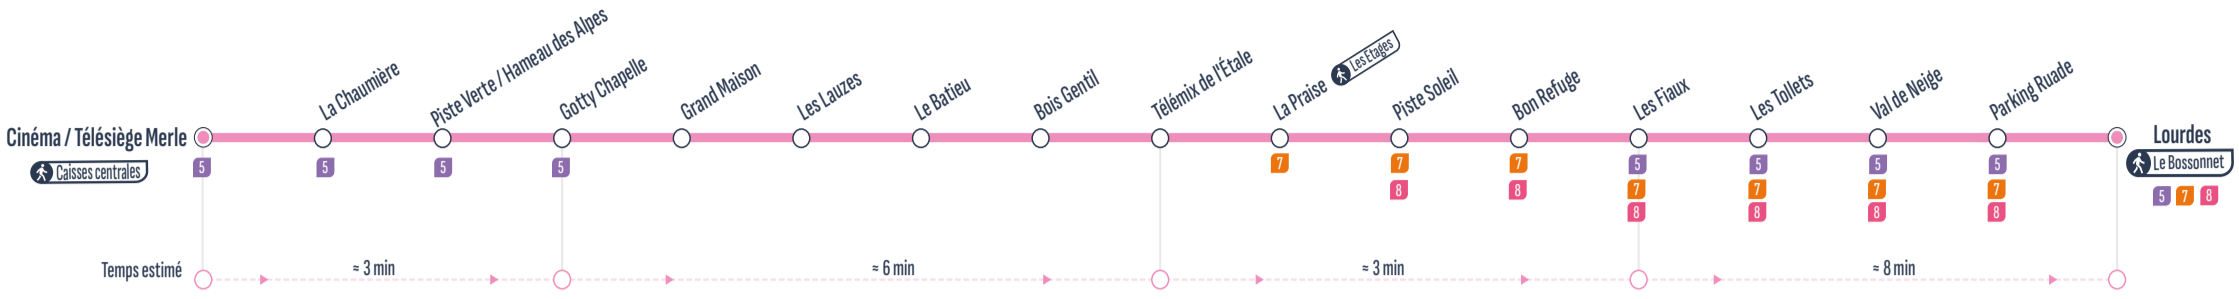 Cinéma / Télésiège Merle
Caisses centrales
5
La Chaumière
5
Piste Verte / Hameau des Alpes
5
Gotty Chapelle
5
Grand Maison
Les Lauzes
Le Batieu
Bois Gentil
Télémix de l'Étale
La Praise
Les Etages
7
Piste Soleil
7
8
Bon Refuge
7
8
Les Fiaux
5
7
8
Les Tollets
5
7
8
Val de Neige
5
7
8
Parking Ruade
5
7
8
Lourdes
Le Bossonnet
5 7 8
Temps estimé
≈ 3 min
≈ 6 min
≈ 3 min
≈ 8 min